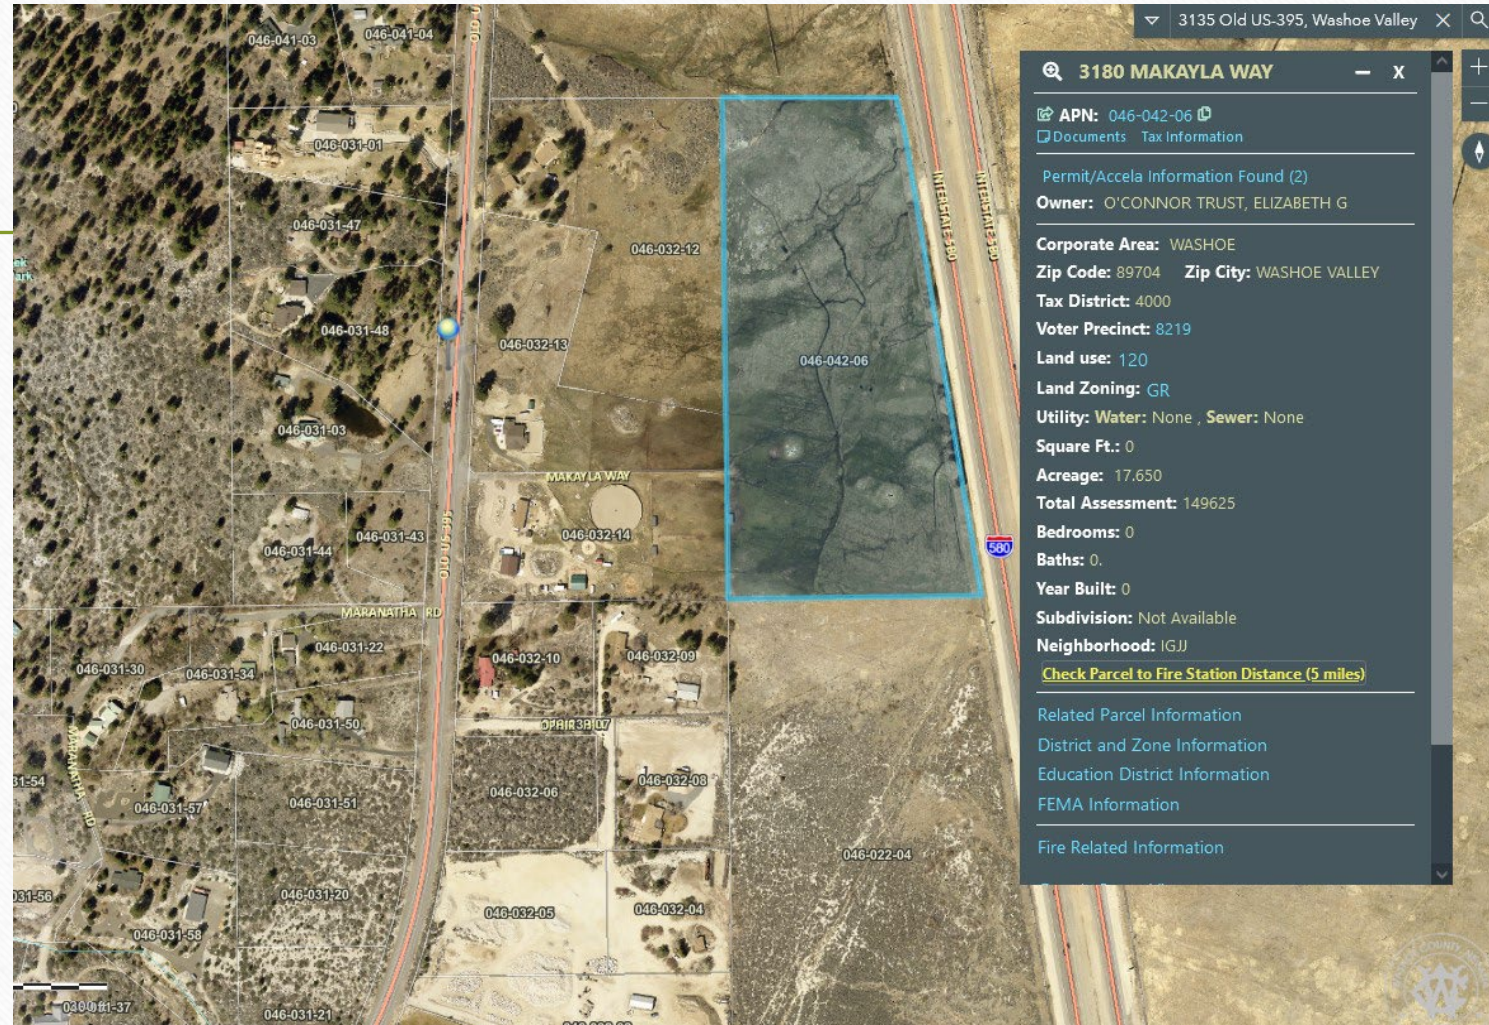 3135 Old US-395, Washoe Valley
3180 MAKAYLA WAY
X
APN: 046-042-06
Documents Tax Information
Permit/Accela Information Found (2)
Owner: O'CONNOR TRUST, ELIZABETH G
Corporate Area: WASHOE
Zip Code: 89704 Zip City: WASHOE VALLEY
Tax District: 4000
Voter Precinct: 8219
Land use: 120
Land Zoning: GR
Utility: Water: None , Sewer: None
Square Ft.: 0
Acreage: 17.650
Total Assessment: 149625
Bedrooms: 0
Baths: 0.
Year Built: 0
Subdivision: Not Available
Neighborhood: IGJJ
Check Parcel to Fire Station Distance (5 miles)
Related Parcel Information
District and Zone Information
Education District Information
FEMA Information
Fire Related Information
046-041-03
046-041-04
046-031-01
INTERSTATE 580
INTERSTATE 580
046-031-47
046-032-12
046-031-48
046-032-13
046-042-06
046-031-03
MAKAYLA WAY
046-032-14
046-031-44
046-031-43
OLD US 395
580
MARANATHA RD
046-031-22
046-031-30
046-031-34
046-032-10
046-032-09
046-031-50
MARANATHA RD
31-54
046-031-57
046-031-51
046-032-06
046-032-08
046-022-04
031-56
046-031-20
046-031-58
046-032-05
046-032-04
046-031-21